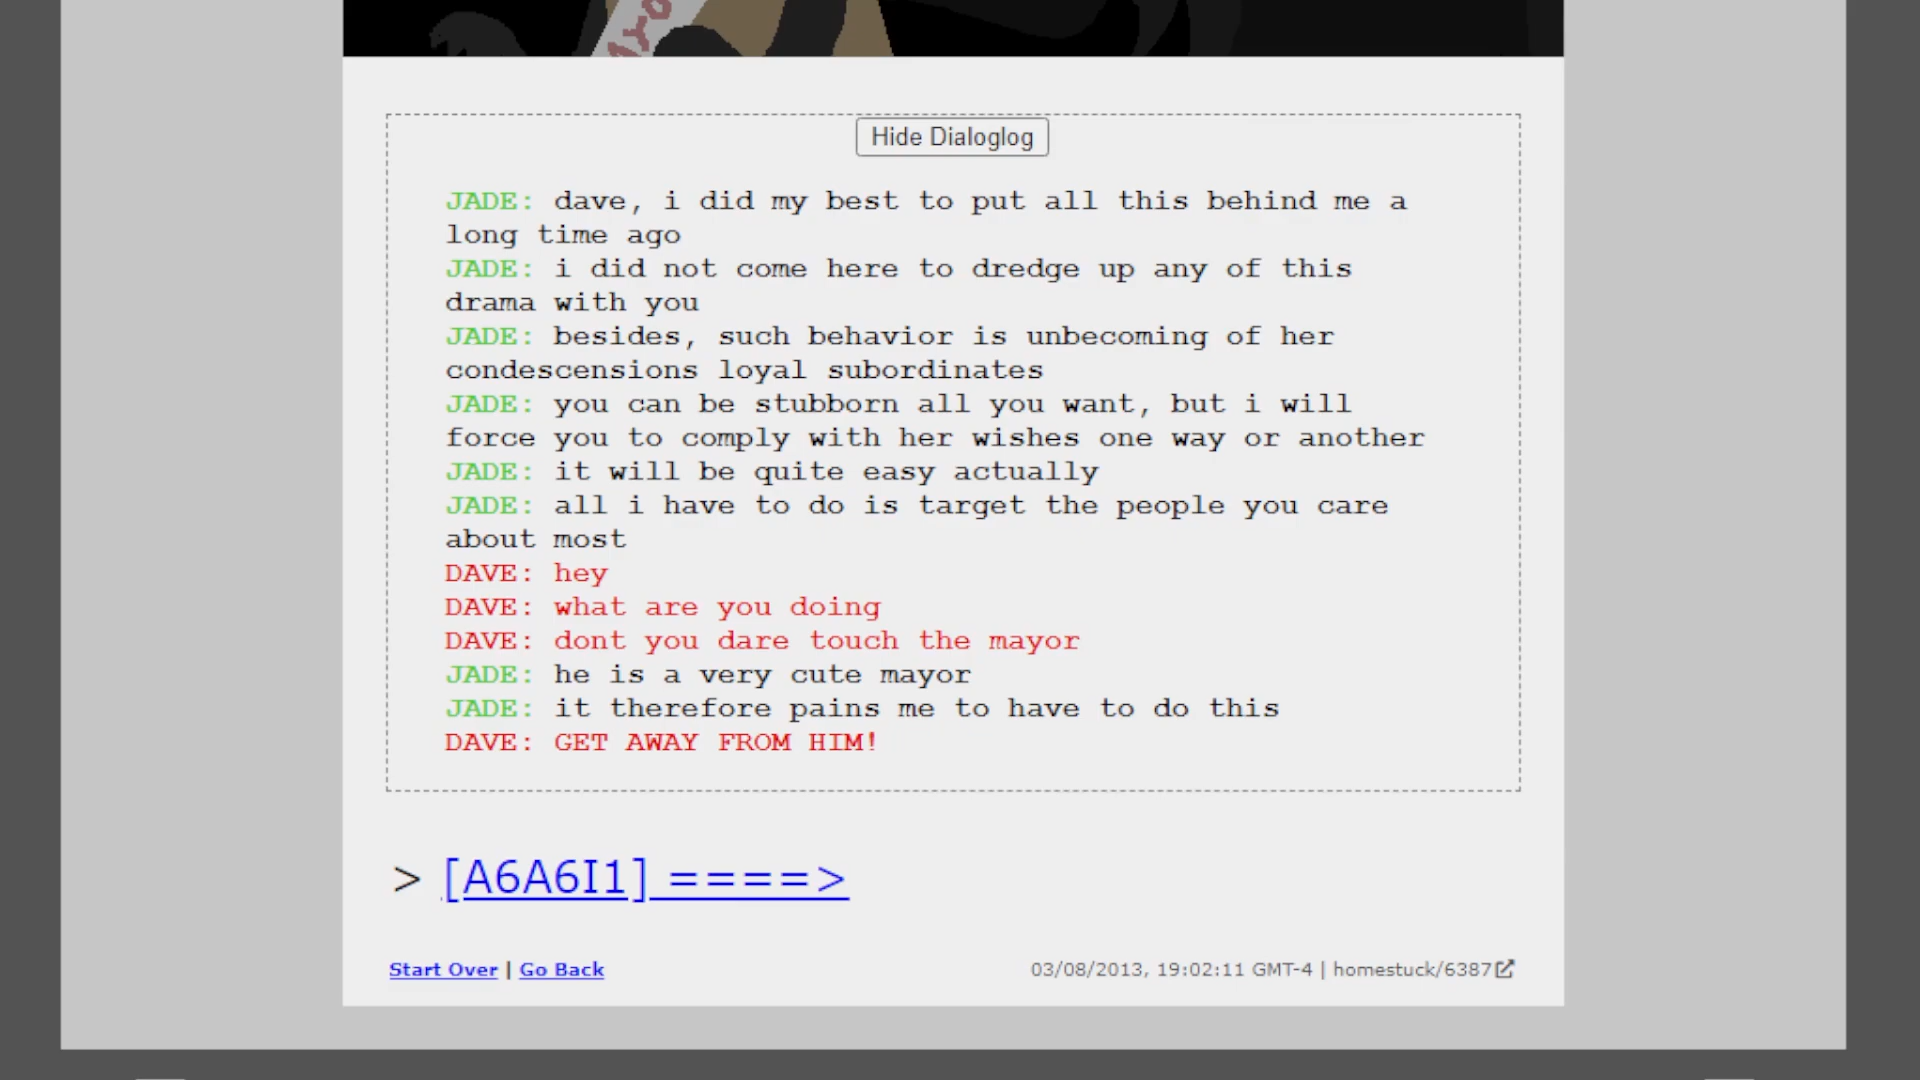 Hide Dialoglog
JADE: dave, i did my best to put all this behind me a
long time ago
JADE: i did not come here to dredge up any of this
drama with you
JADE: besides, such behavior is unbecoming of her
condescensions loyal subordinates
JADE: you can be stubborn all you want, but i will
force you to comply with her wishes one way or another
JADE: it will be quite easy actually
JADE: all i have to do is target the people you care
about most
DAVE: hey
DAVE: what are you doing
DAVE: dont you dare touch the mayor
JADE: he is a very cute mayor
JADE: it therefore pains me to have to do this
DAVE: GET AWAY FROM HIM!
> [A6A6I1] ====>
Start Over | Go Back
03/08/2013, 19:02:11 GMT-4 | homestuck/6387